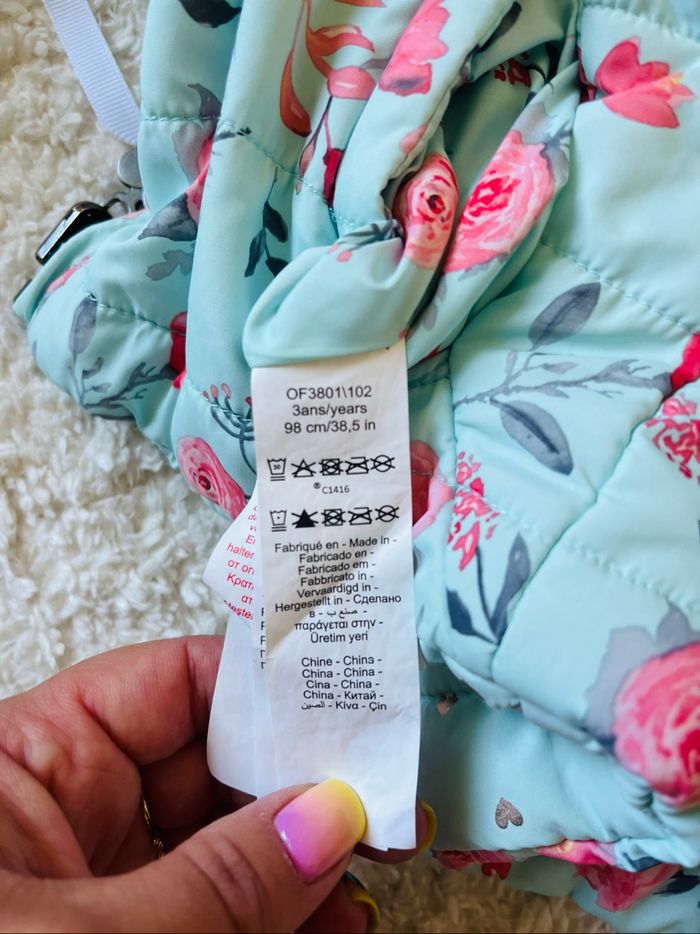 OF3801\102
3ans/years
98 cm/38,5 in
30
®C1416
Fabriqué en - Made in -
Fabricado en -
Fabricado em -
Fabbricato in -
Vervaardigd in -
Hergestellt in - Сделано
в - صنع ب -
παράγεται στην -
Üretim yeri
Chine - China -
China - China -
Cina - China -
China - Китай -
الصين - Κίνα - Çin